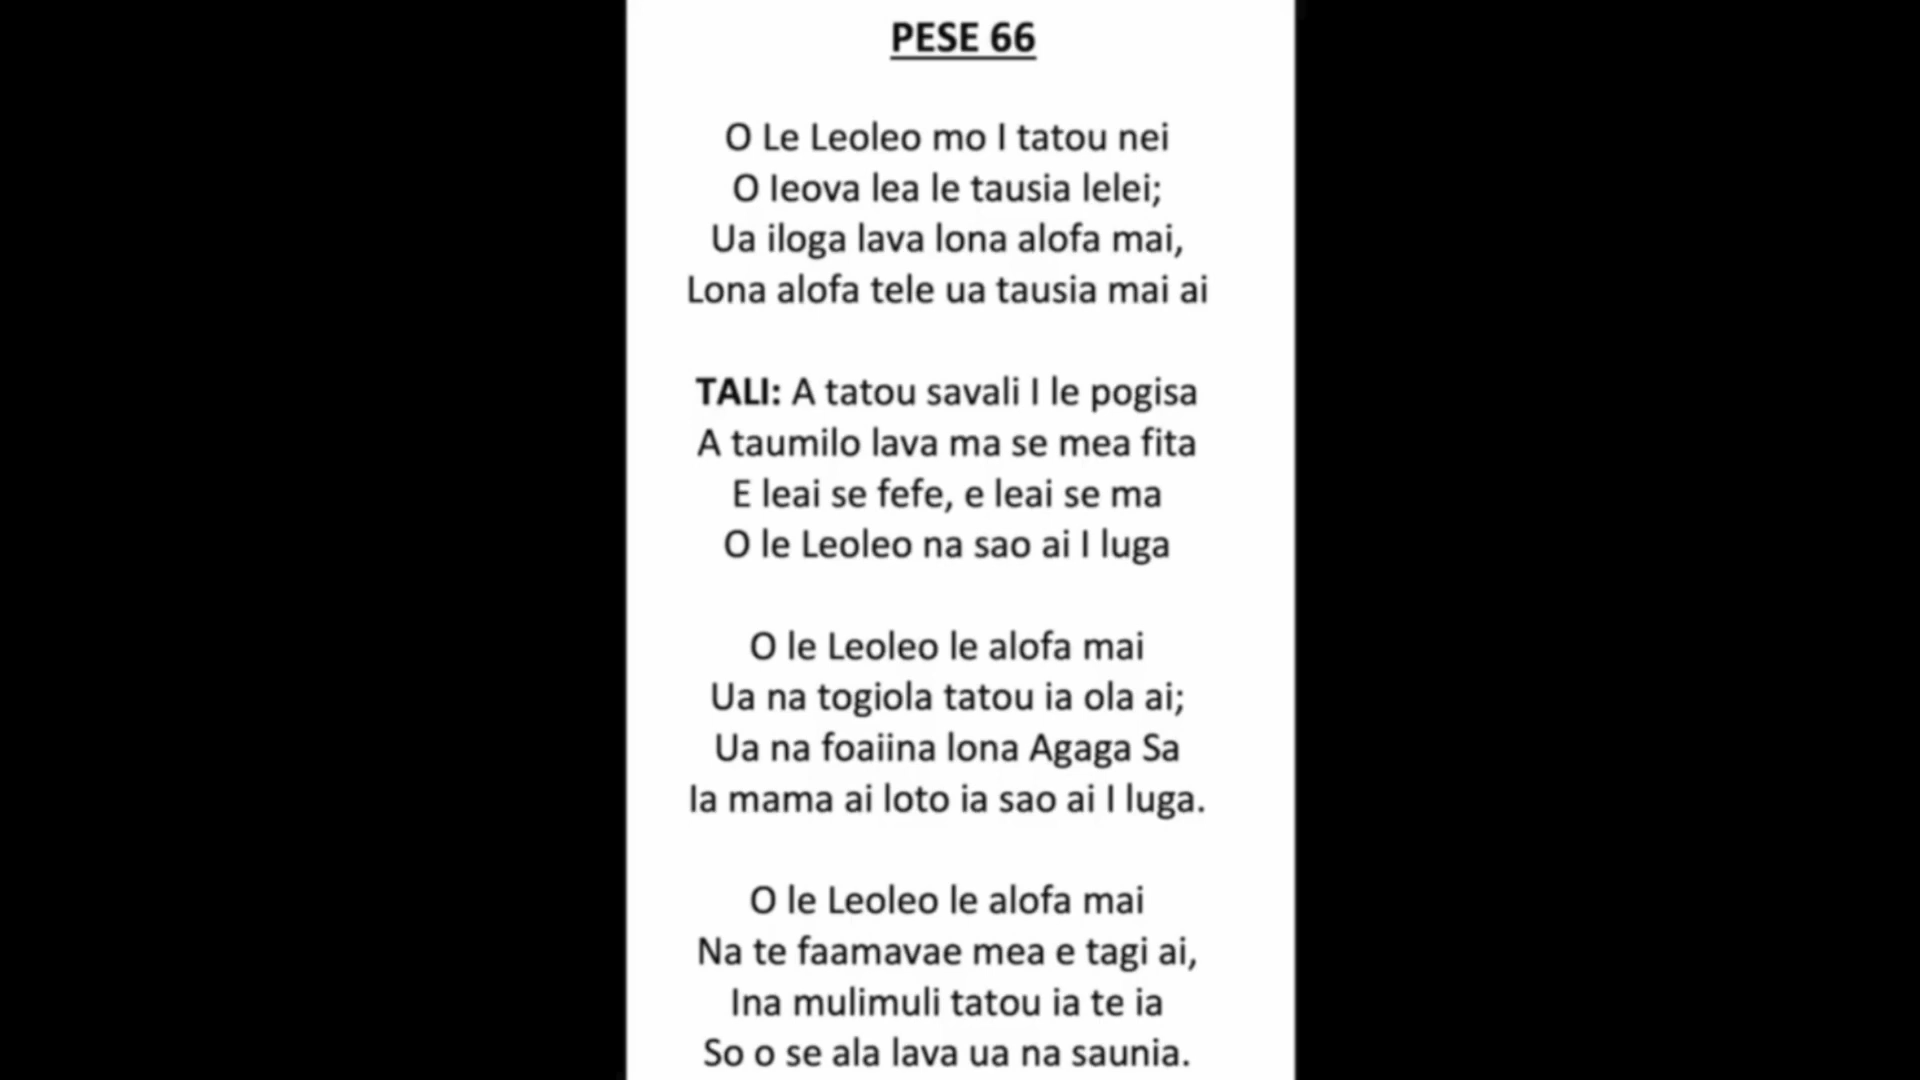 PESE 66
O Le Leoleo mo I tatou nei
O Ieova lea le tausia lelei;
Ua iloga lava lona alofa mai,
Lona alofa tele ua tausia mai ai
TALI: A tatou savali I le pogisa
A taumilo lava ma se mea fita
E leai se fefe, e leai se ma
O le Leoleo na sao ai I luga
O le Leoleo le alofa mai
Ua na togiola tatou ia ola ai;
Ua na foaiina lona Agaga Sa
Ia mama ai loto ia sao ai I luga.
O le Leoleo le alofa mai
Na te faamavae mea e tagi ai,
Ina mulimuli tatou ia te ia
So o se ala lava ua na saunia.